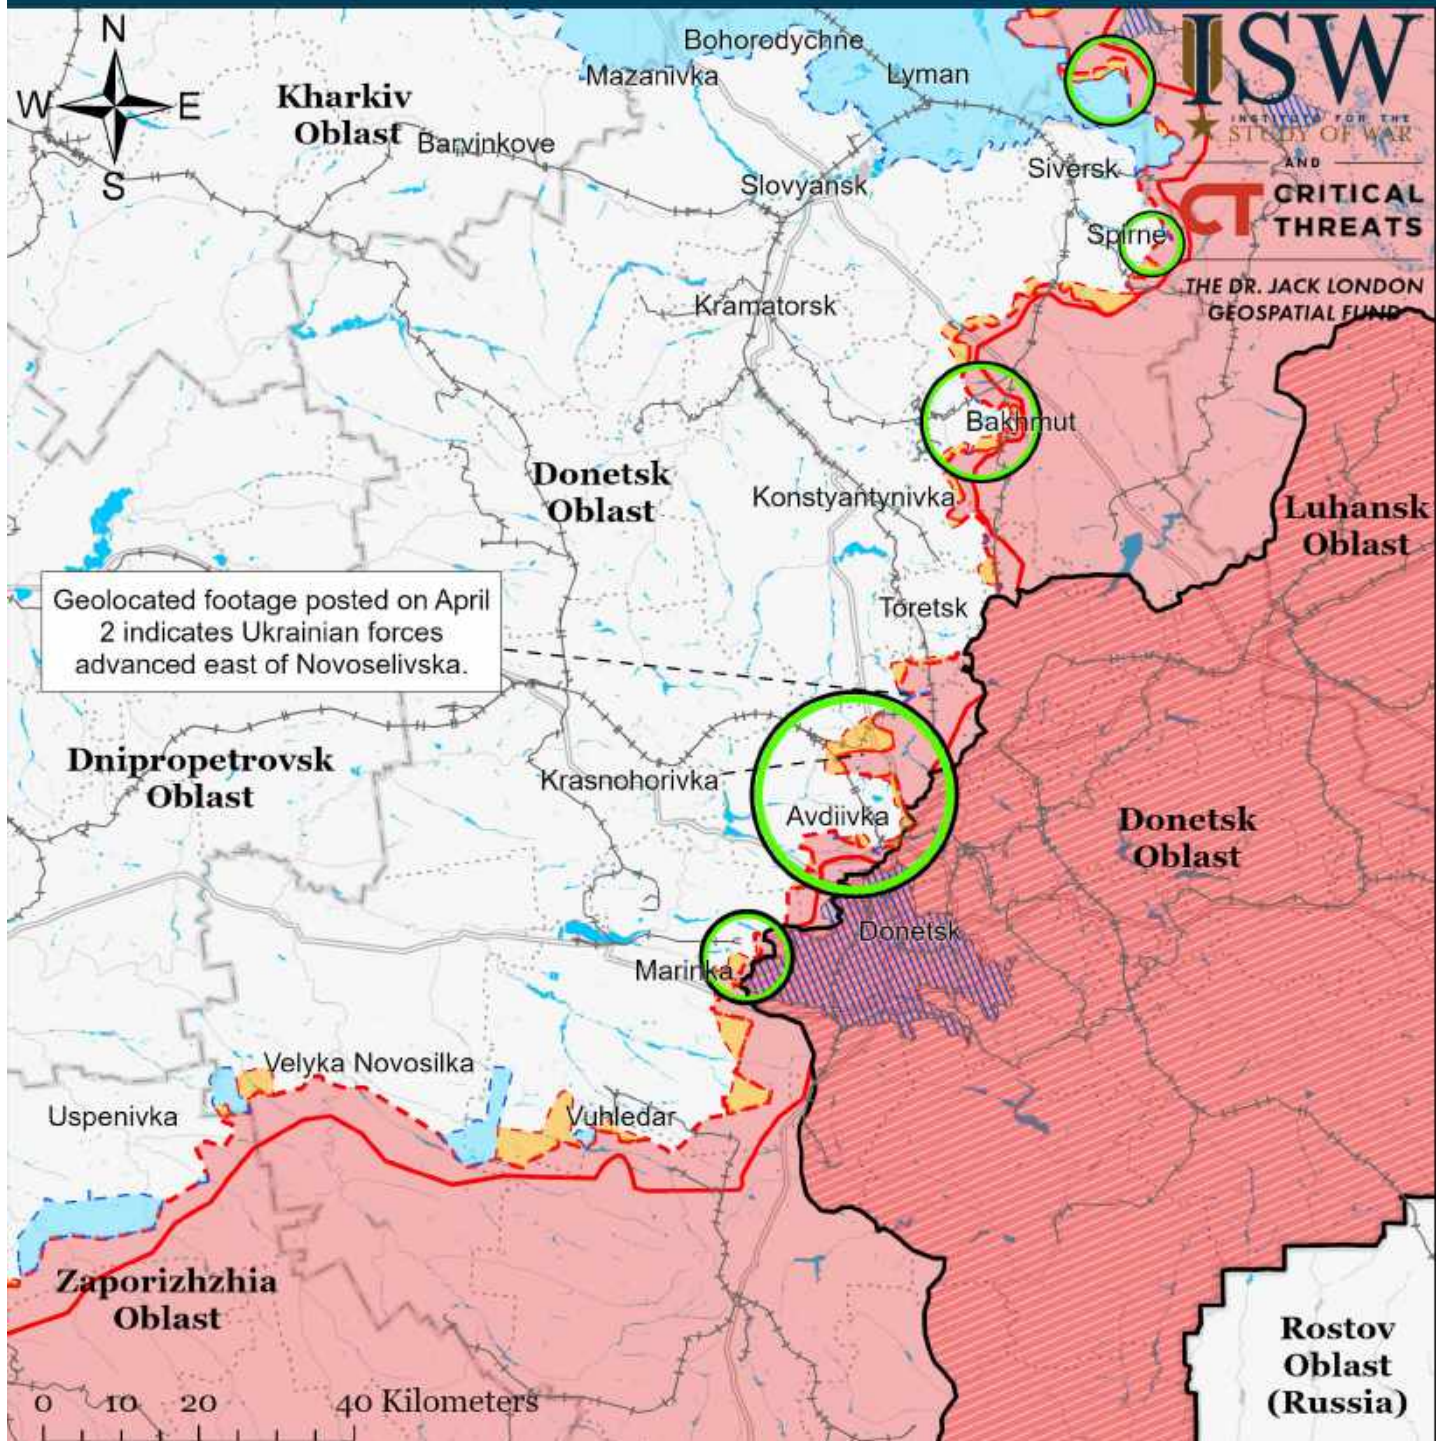 N
W
E
S
Kharkiv
Oblast
Barvinkove
Bohorodychne
Mazanivka
Lyman
ISW
INSTITUTE FOR THE
STUDY OF WAR
AND
CT CRITICAL
THREATS
THE DR. JACK LONDON
GEOSPATIAL FUND
Siversk
Slovyansk
Spirne
Kramatorsk
Bakhmut
Donetsk
Oblast
Konstyantynivka
Luhansk
Oblast
Geolocated footage posted on April
2 indicates Ukrainian forces
advanced east of Novoselivska.
Toretsk
Dnipropetrovsk
Oblast
Krasnohorivka
Avdiivka
Donetsk
Oblast
Donetsk
Marinka
Velyka Novosilka
Uspenivka
Vuhledar
Zaporizhzhia
Oblast
Rostov
Oblast
(Russia)
0 10 20 40 Kilometers